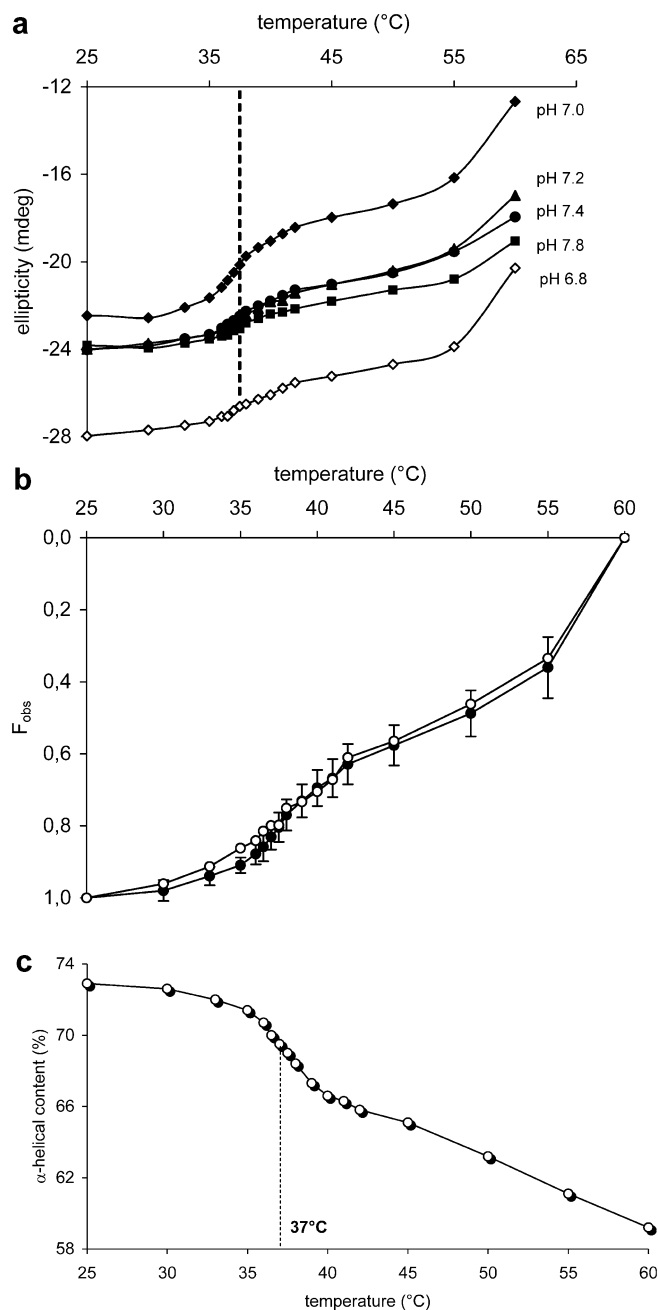 a
temperature (°C)
25 35 45 55 65
-12
pH 7.0
-16
pH 7.2
pH 7.4
-20
pH 7.8
pH 6.8
-24
-28
ellipticity (mdeg)
b
temperature (°C)
25 30 35 40 45 50 55 60
0,0
0,2
0,4
0,6
0,8
1,0
Fobs
c
74
70
66
62
58
α-helical content (%)
37°C
25 30 35 40 45 50 55 60
temperature (°C)